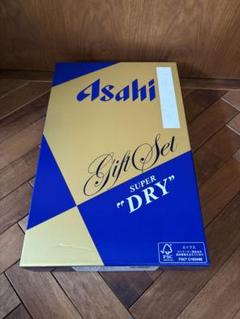 Asahi
Gift Set
SUPER
"DRY"
FSC